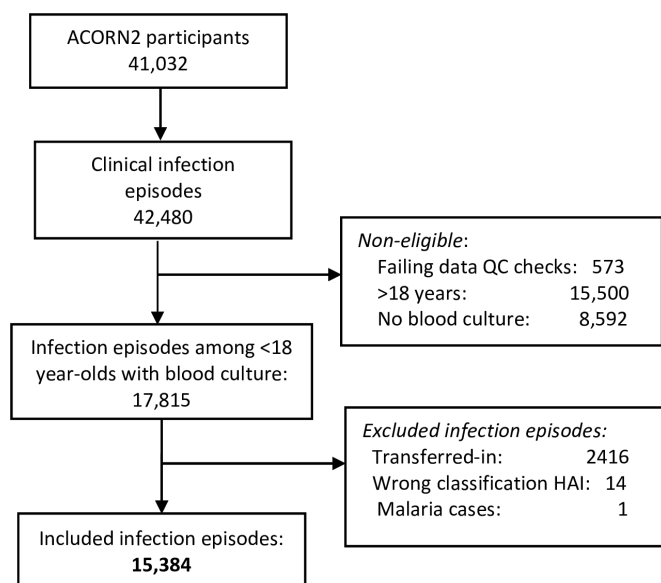 ACORN2 participants
41,032
Clinical infection
episodes
42,480
Non-eligible:
Failing data QC checks: 573
>18 years: 15,500
No blood culture: 8,592
Infection episodes among <18
year-olds with blood culture:
17,815
Excluded infection episodes:
Transferred-in: 2416
Wrong classification HAI: 14
Malaria cases: 1
Included infection episodes:
15,384